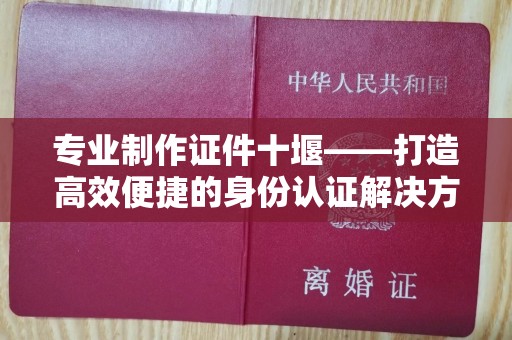 中华人民共和国
专业制作证件十堰——打造
高效便捷的身份认证解决方
离婚证